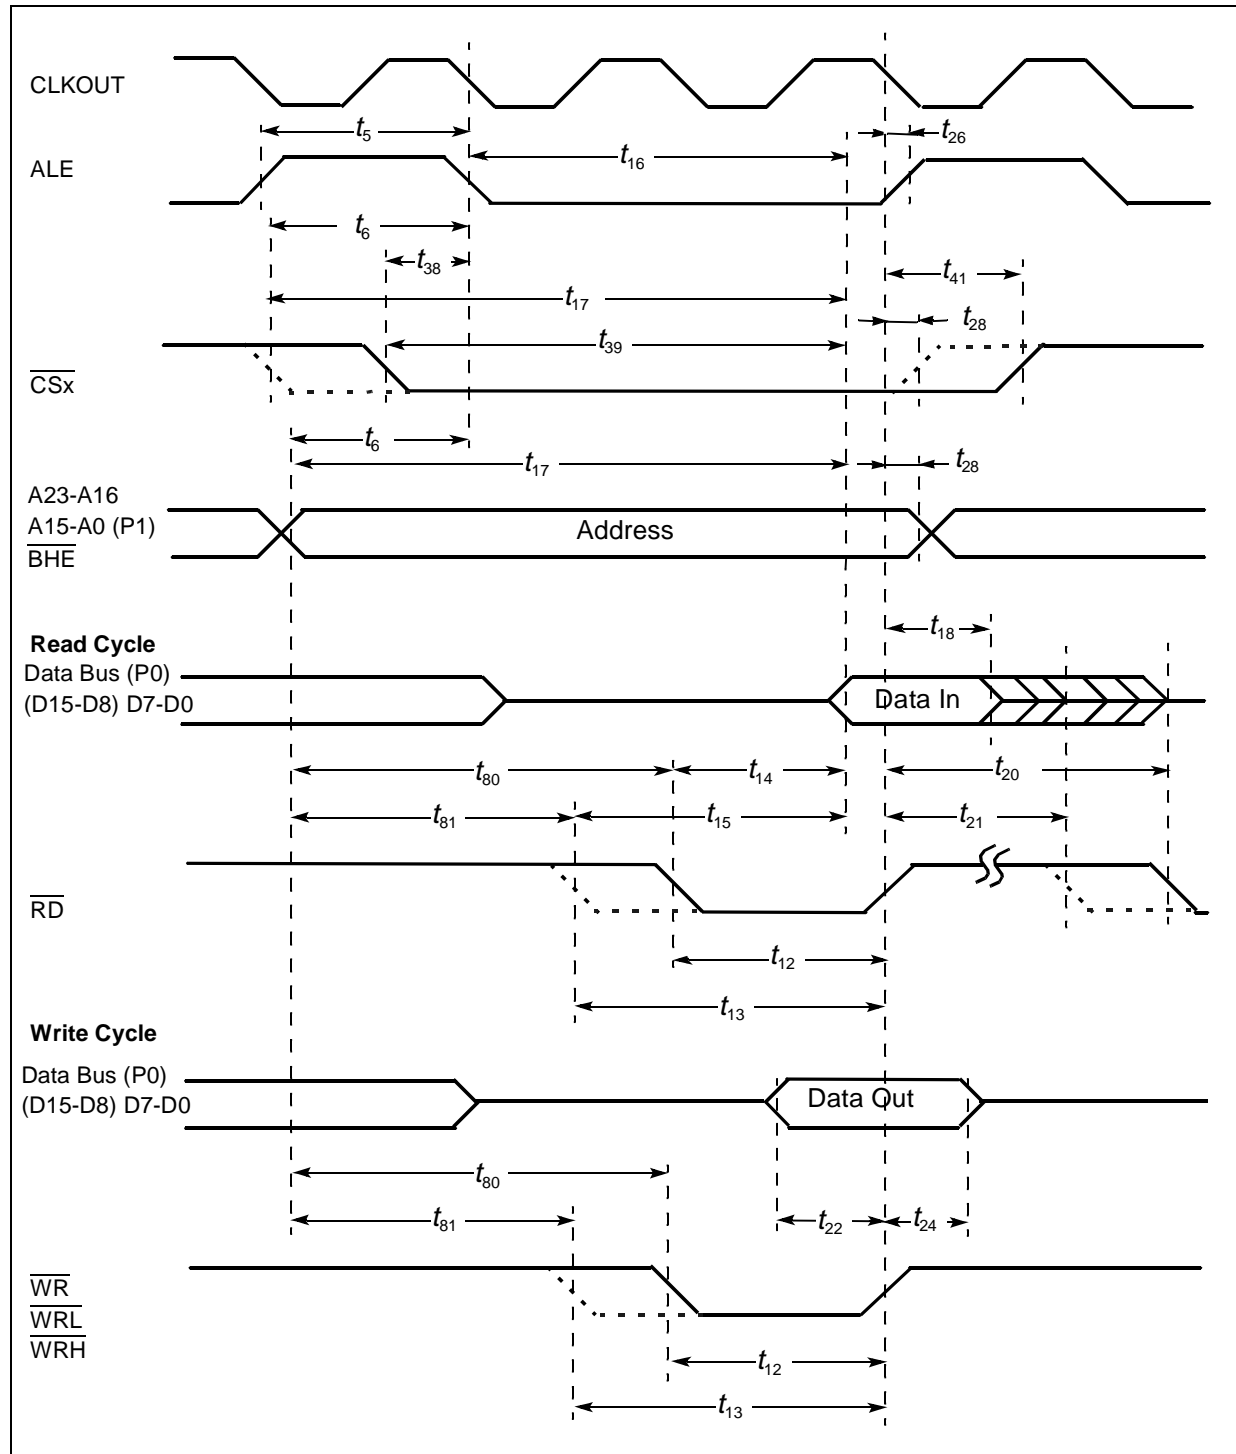 CLKOUT
t5
t26
ALE
t16
t6
t38
t41
t17
t28
t39
CSx
t6
t17
t28
A23-A16
A15-A0 (P1)
Address
BHE
t18
Read Cycle
Data Bus (P0)
(D15-D8) D7-D0
Data In
t80
t14
t20
t81
t15
t21
RD
t12
t13
Write Cycle
Data Bus (P0)
(D15-D8) D7-D0
Data Out
t80
t81
t22
t24
WR
WRL
WRH
t12
t13